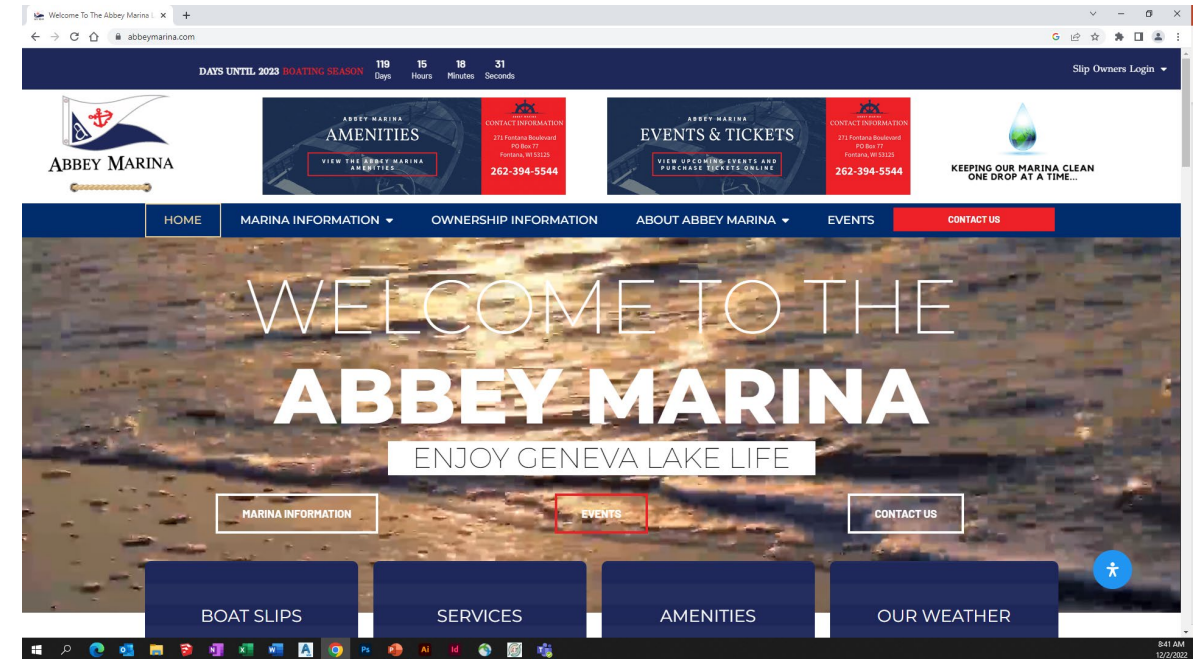 Welcome To The Abbey Marina
abbeymarina.com
DAYS UNTIL 2023 BOATING SEASON
119 15 18 31
Days Hours Minutes Seconds
Slip Owners Login
ABBEY MARINA
ABBEY MARINA
AMENITIES
VIEW THE ABBEY MARINA
AMENITIES
CONTACT INFORMATION
271 Fontana Boulevard
PO Box 77
Fontana, WI 53125
262-394-5544
ABBEY MARINA
EVENTS & TICKETS
VIEW UPCOMING EVENTS AND
PURCHASE TICKETS ONLINE
CONTACT INFORMATION
271 Fontana Boulevard
PO Box 77
Fontana, WI 53125
262-394-5544
KEEPING OUR MARINA CLEAN
ONE DROP AT A TIME...
HOME MARINA INFORMATION OWNERSHIP INFORMATION ABOUT ABBEY MARINA EVENTS CONTACT US
WELCOME TO THE
ABBEY MARINA
ENJOY GENEVA LAKE LIFE
MARINA INFORMATION EVENTS CONTACT US
BOAT SLIPS SERVICES AMENITIES OUR WEATHER
8:41 AM
12/2/2022